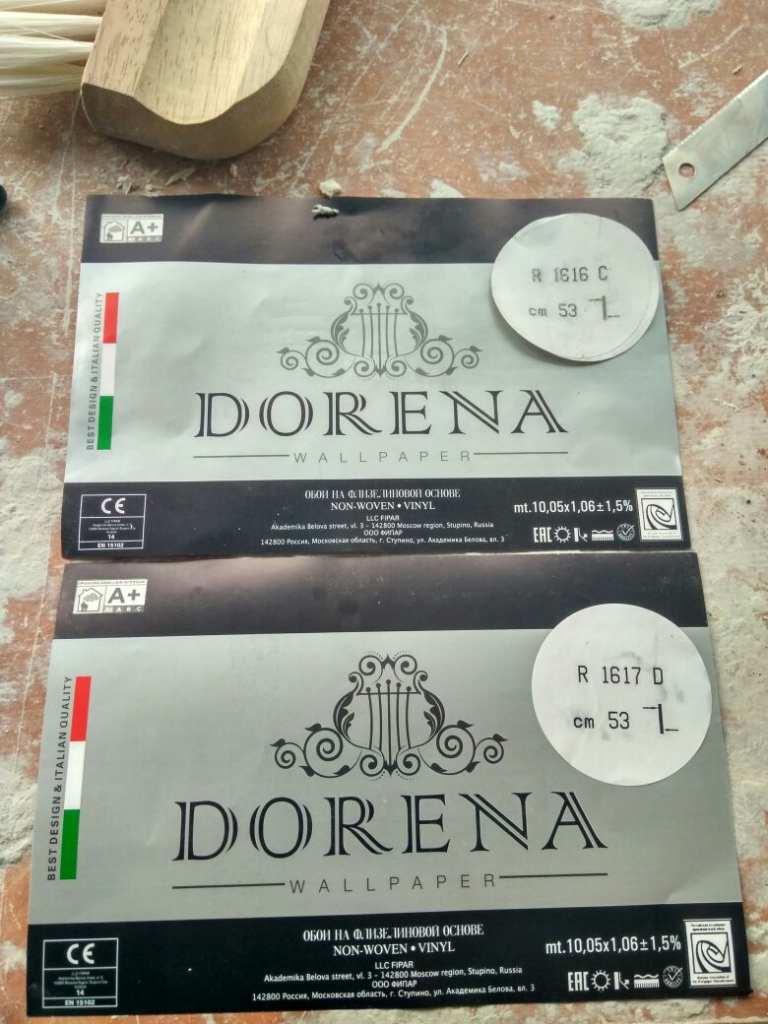 A+
R 1616 C
cm 53
BEST DESIGN & ITALIAN QUALITY
DORENA
WALLPAPER
CE
LLC FIPAR
14
EN 15102
ОБОИ НА ФЛИЗЕЛИНОВОЙ ОСНОВЕ
NON-WOVEN • VINYL
LLC FIPAR
Akademika Belova street, vl. 3 - 142800 Moscow region, Stupino, Russia
ООО ФИПАР
142800 Россия, Московская область, г. Ступино, ул. Академика Белова, вл. 3
mt.10,05x1,06±1,5%
EAC
A+
A B C
R 1617 D
cm 53
BEST DESIGN & ITALIAN QUALITY
DORENA
WALLPAPER
CE
LLC FIPAR
14
EN 15102
ОБОИ НА ФЛИЗЕЛИНОВОЙ ОСНОВЕ
NON-WOVEN • VINYL
LLC FIPAR
Akademika Belova street, vl. 3 - 142800 Moscow region, Stupino, Russia
ООО ФИПАР
142800 Россия, Московская область, г. Ступино, ул. Академика Белова, вл. 3
mt.10,05x1,06±1,5%
EAC